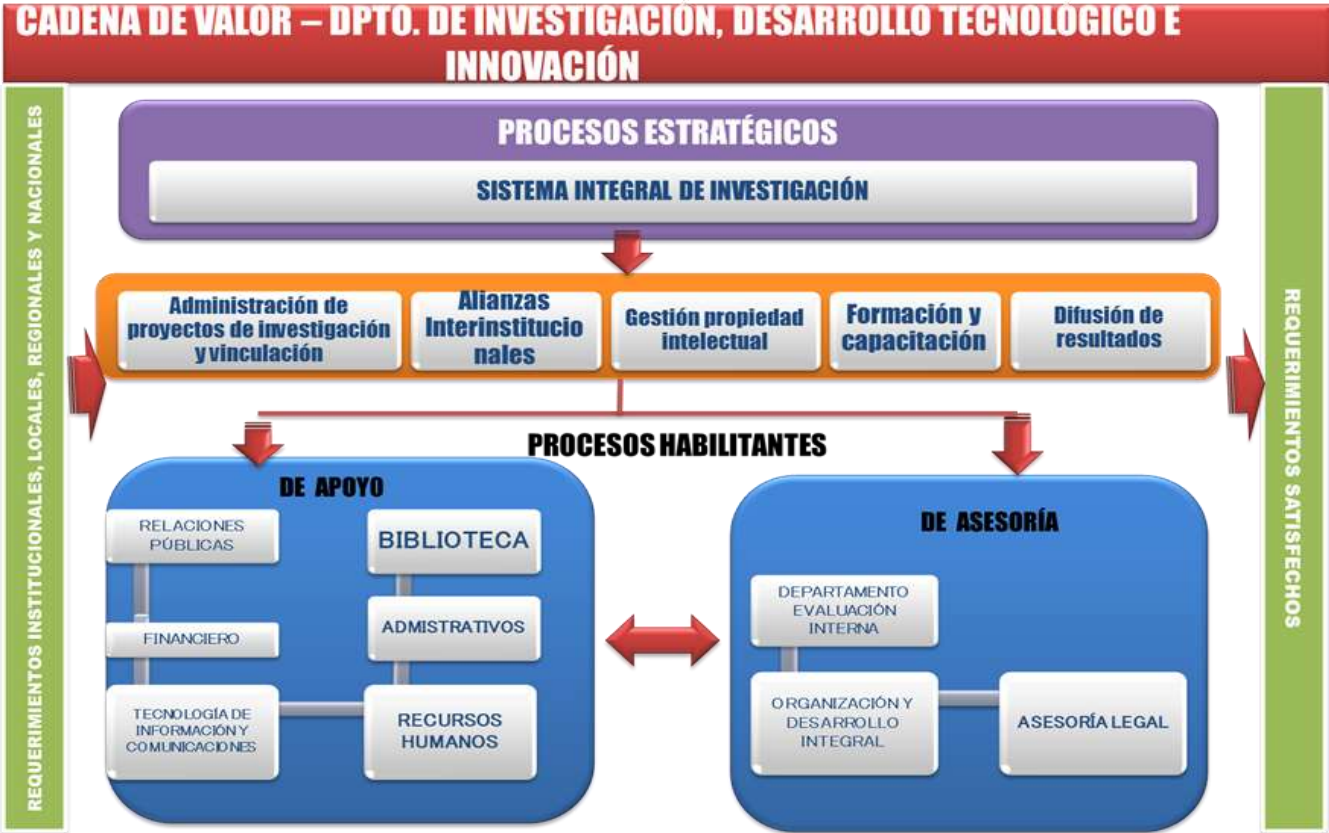 CADENA DE VALOR – DPTO. DE INVESTIGACIÓN, DESARROLLO TECNOLÓGICO E
INNOVACIÓN
REQUERIMIENTOS INSTITUCIONALES, LOCALES, REGIONALES Y NACIONALES
PROCESOS ESTRATÉGICOS
SISTEMA INTEGRAL DE INVESTIGACIÓN
Administración de
proyectos de investigación
y vinculación
Alianzas
Interinstitucio
nales
Gestión propiedad
intelectual
Formación y
capacitación
Difusión de
resultados
PROCESOS HABILITANTES
DE APOYO
RELACIONES
PÚBLICAS
FINANCIERO
TECNOLOGÍA DE
INFORMACIÓN Y
COMUNICACIONES
BIBLIOTECA
ADMISTRATIVOS
RECURSOS
HUMANOS
DE ASESORÍA
DEPARTAMENTO
EVALUACIÓN
INTERNA
ORGANIZACIÓN Y
DESARROLLO
INTEGRAL
ASESORÍA LEGAL
REQUERIMIENTOS SATISFECHOS